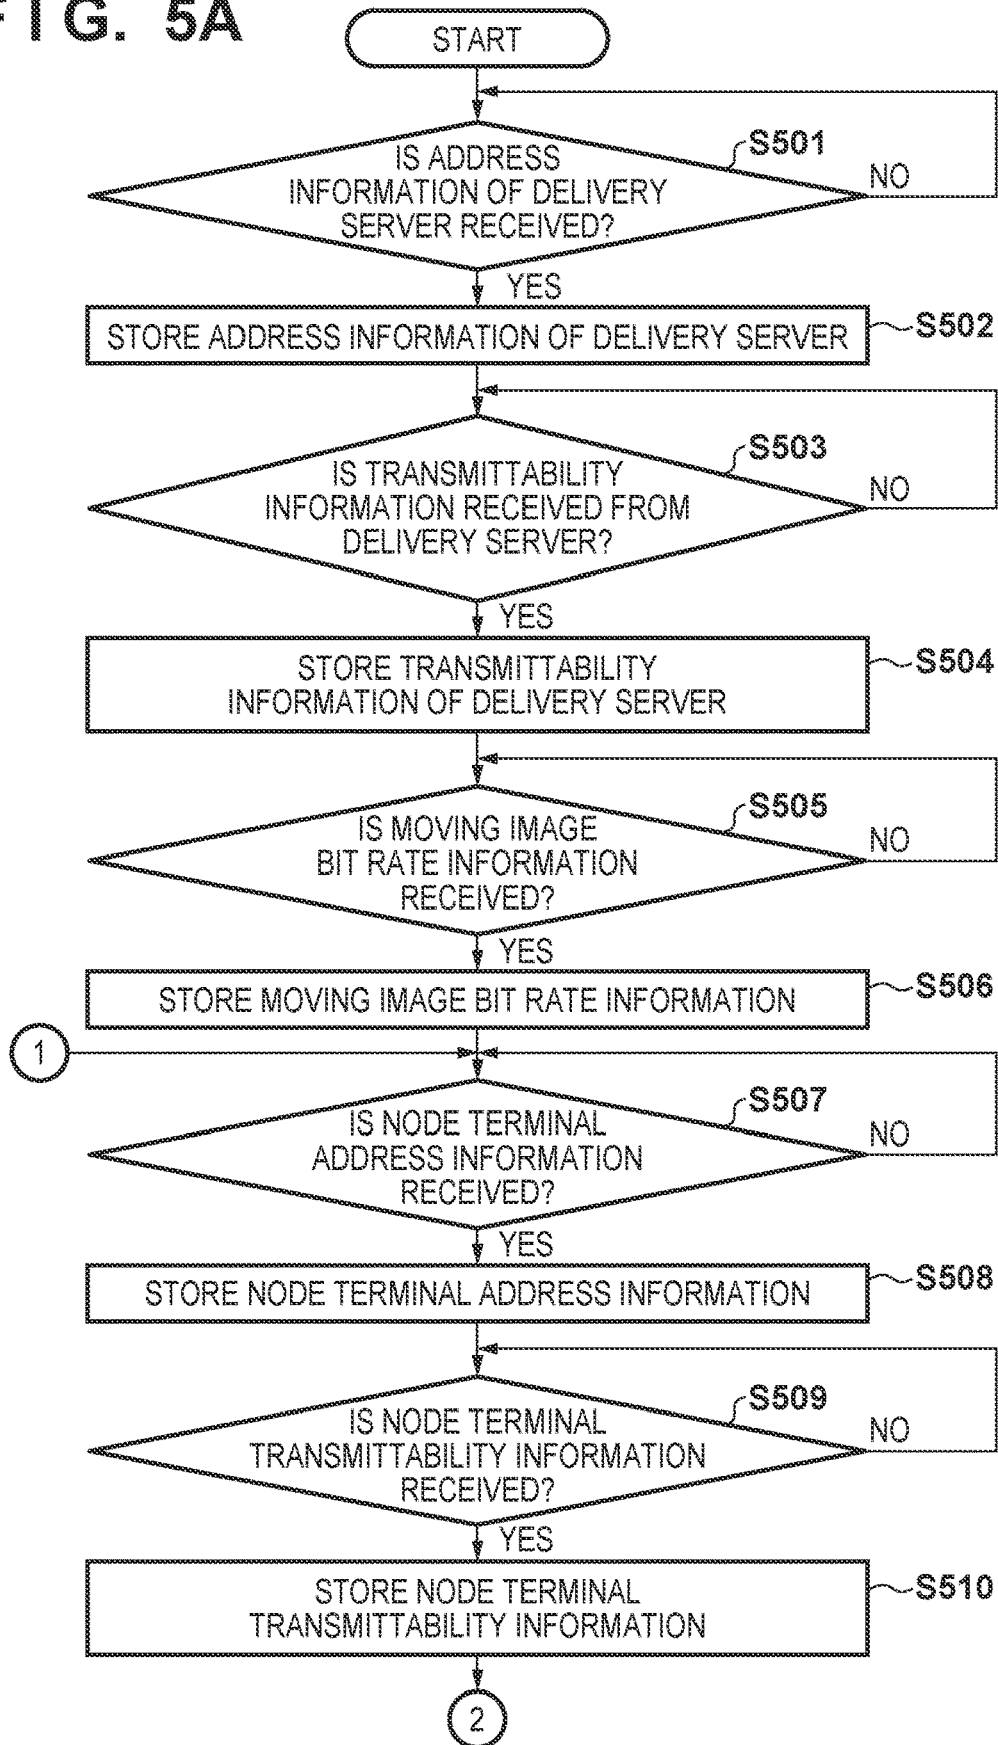 FIG. 5A
START
IS ADDRESS
INFORMATION OF DELIVERY
SERVER RECEIVED?
S501
NO
YES
STORE ADDRESS INFORMATION OF DELIVERY SERVER
S502
IS TRANSMITTABILITY
INFORMATION RECEIVED FROM
DELIVERY SERVER?
S503
NO
YES
STORE TRANSMITTABILITY
INFORMATION OF DELIVERY SERVER
S504
IS MOVING IMAGE
BIT RATE INFORMATION
RECEIVED?
S505
NO
YES
STORE MOVING IMAGE BIT RATE INFORMATION
S506
1
IS NODE TERMINAL
ADDRESS INFORMATION
RECEIVED?
S507
NO
YES
STORE NODE TERMINAL ADDRESS INFORMATION
S508
IS NODE TERMINAL
TRANSMITTABILITY INFORMATION
RECEIVED?
S509
NO
YES
STORE NODE TERMINAL
TRANSMITTABILITY INFORMATION
S510
2